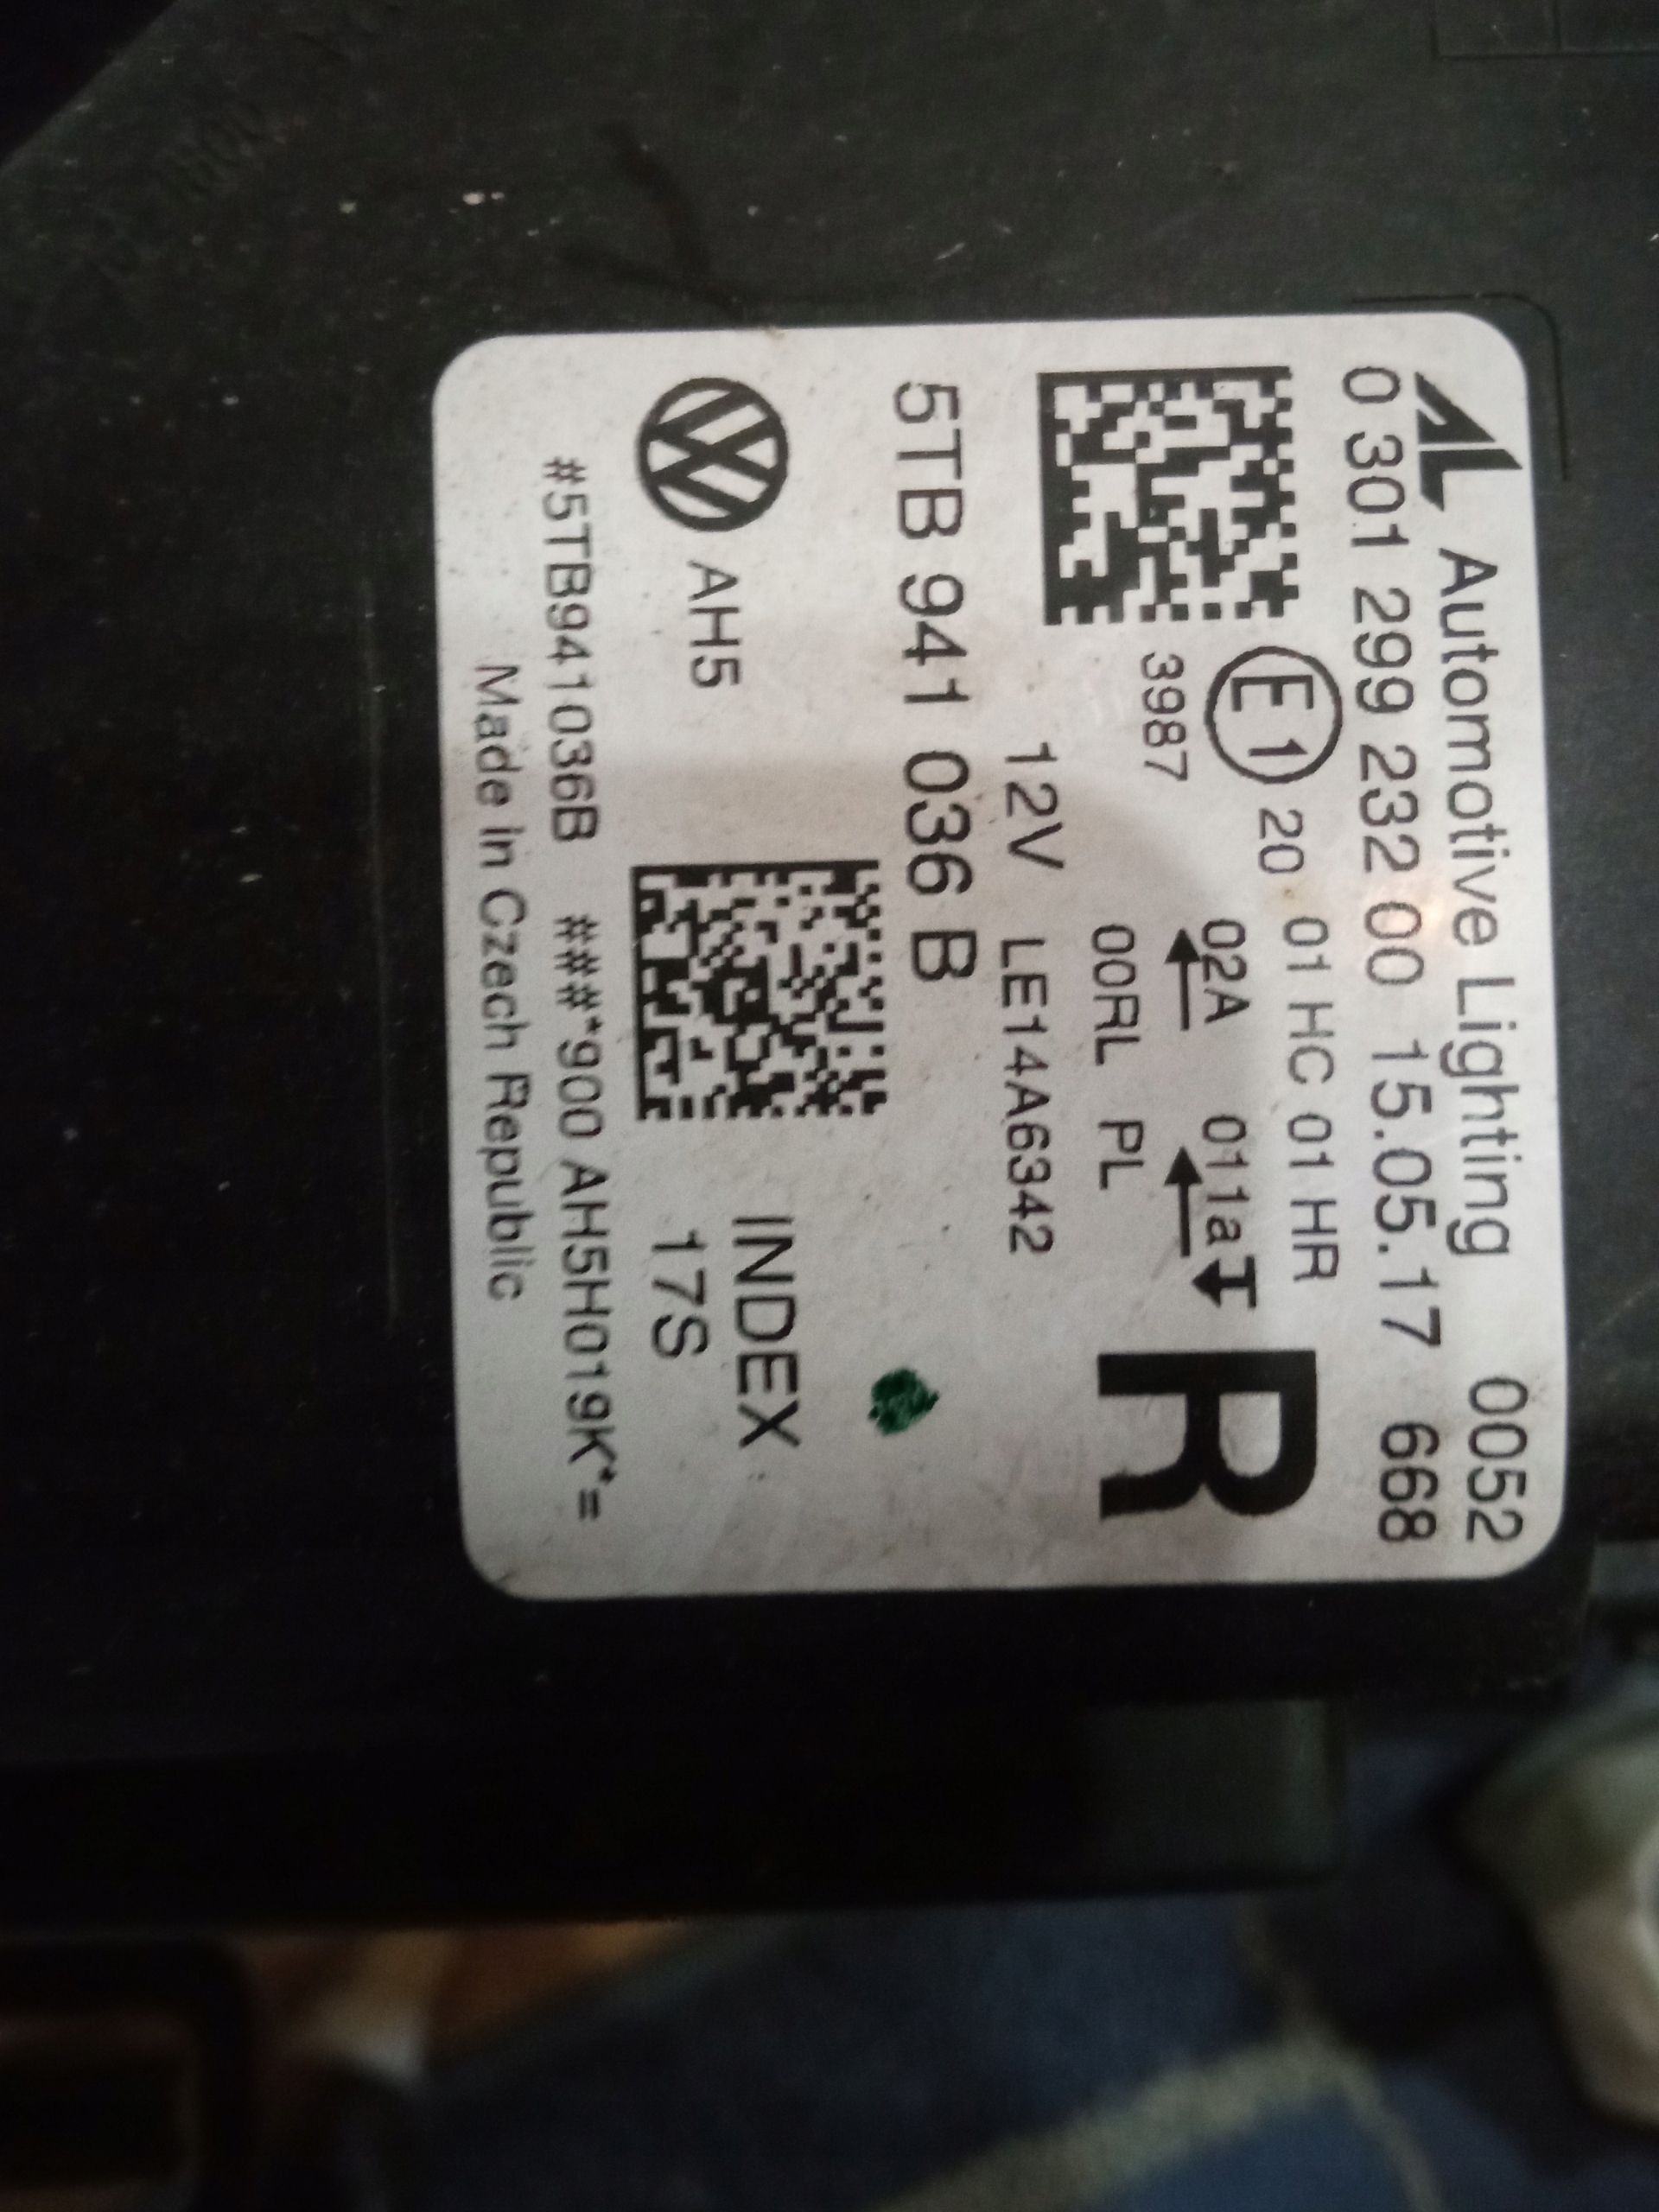 AL Automotive Lighting 0052
0 301 299 232 00 15.05.17 668
E1 20 01 HC 01 HR
3987 02A 011a I R
00RL PL
12V LE14A6342
5TB 941 036 B
AH5 INDEX
17S
#5TB941036B ###*900 AH5H019K*=
Made in Czech Republic